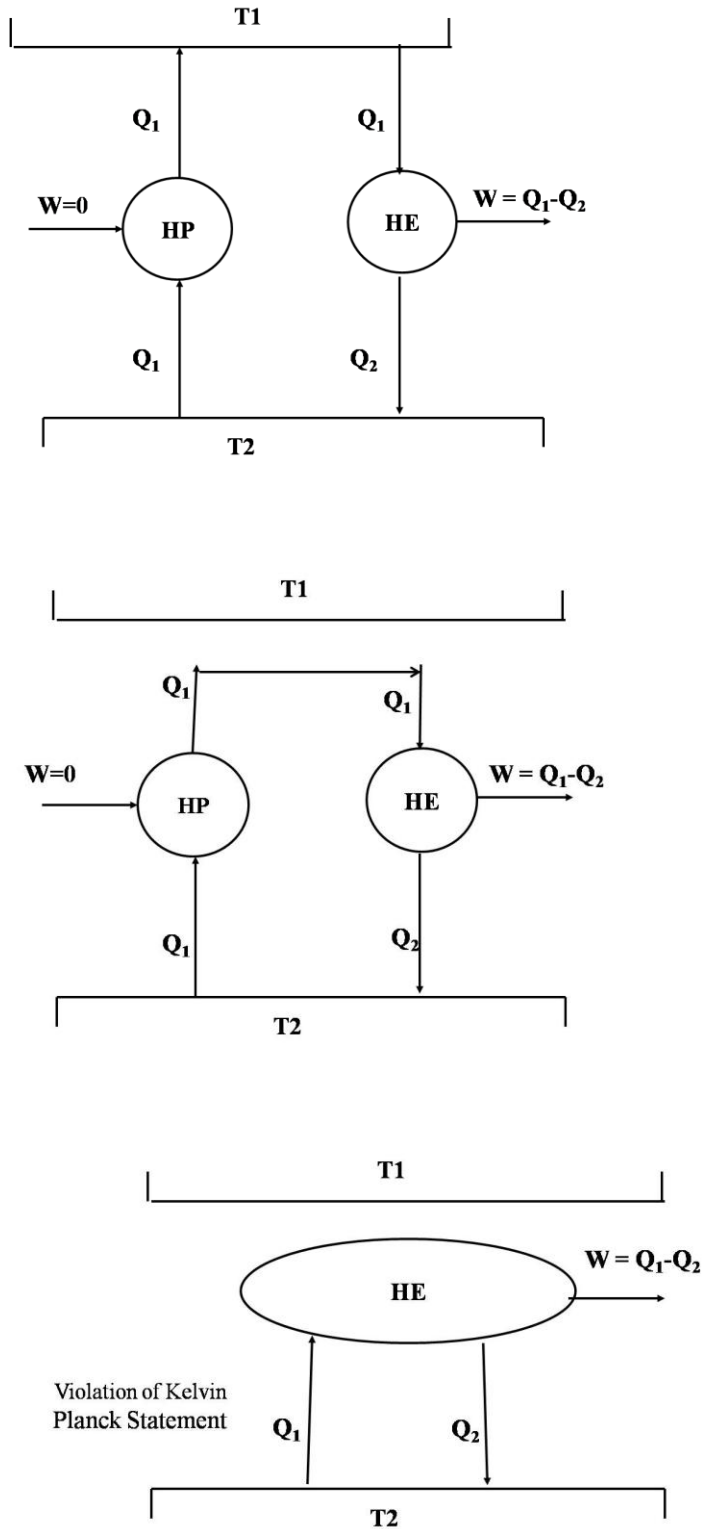 T1
Q₁ Q₁
W=0 HP HE W = Q₁-Q₂
Q₁ Q₂
T2
T1
Q₁ Q₁
W=0 HP HE W = Q₁-Q₂
Q₁ Q₂
T2
T1
HE W = Q₁-Q₂
Violation of Kelvin
Planck Statement
Q₁ Q₂
T2